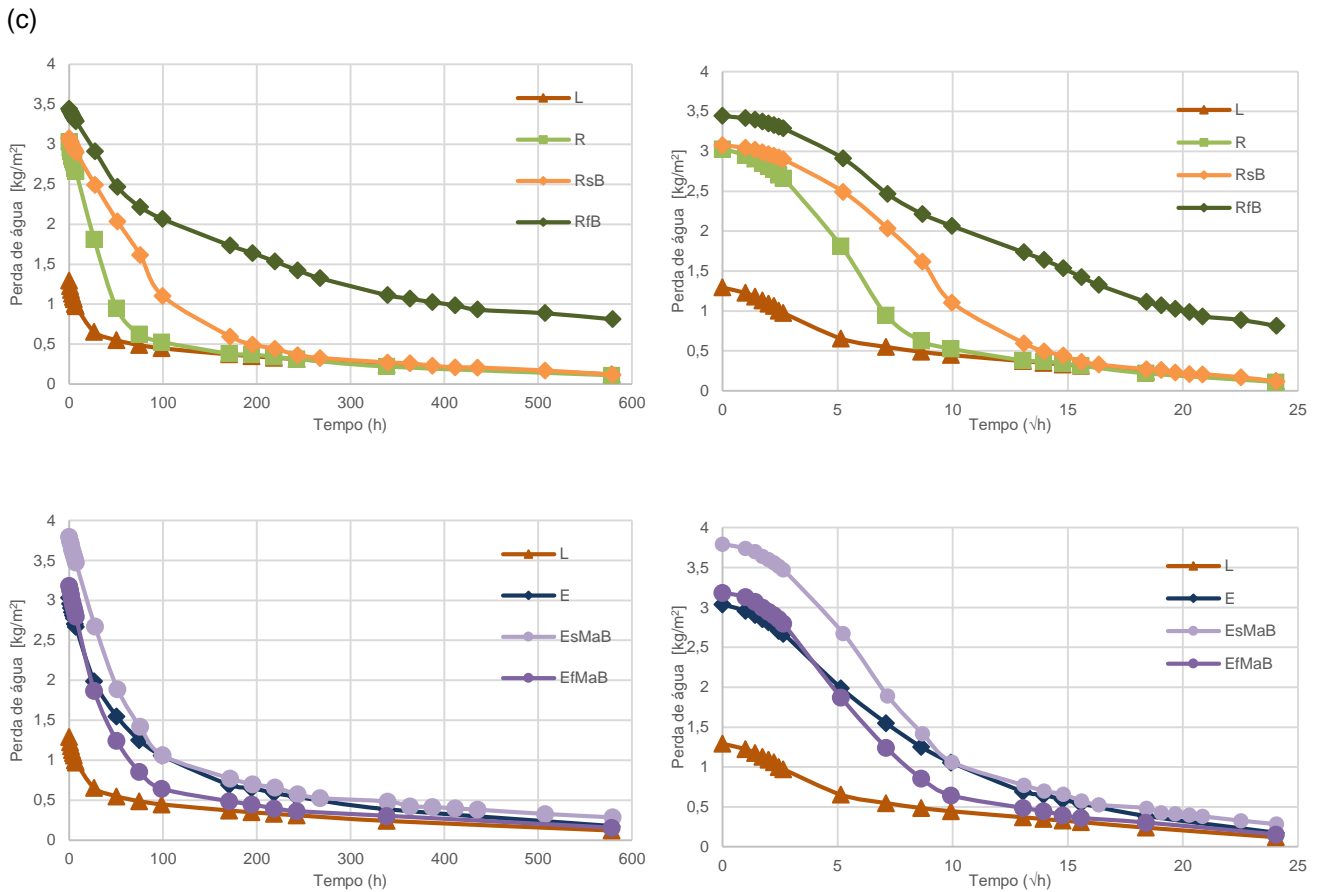 (c)
Perda de água [kg/m²]
4
3,5
3
2,5
2
1,5
1
0,5
0
0 100 200 300 400 500 600
Tempo (h)
L
R
RsB
RfB
Perda de água [kg/m²]
4
3,5
3
2,5
2
1,5
1
0,5
0
0 5 10 15 20 25
Tempo (√h)
L
R
RsB
RfB
Perda de água [kg/m²]
4
3,5
3
2,5
2
1,5
1
0,5
0
0 100 200 300 400 500 600
Tempo (h)
L
E
EsMaB
EfMaB
Perda de água [kg/m²]
4
3,5
3
2,5
2
1,5
1
0,5
0
0 5 10 15 20 25
Tempo (√h)
L
E
EsMaB
EfMaB